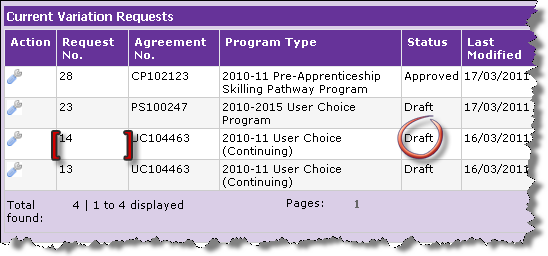 Current Variation Requests
Action Request No. Agreement No. Program Type Status Last Modified
28 CP102123 2010-11 Pre-Apprenticeship Skilling Pathway Program Approved 17/03/2011
23 PS100247 2010-2015 User Choice Program Draft 17/03/2011
14 UC104463 2010-11 User Choice (Continuing) Draft 16/03/2011
13 UC104463 2010-11 User Choice (Continuing) Draft 16/03/2011
Total found: 4 | 1 to 4 displayed Pages: 1